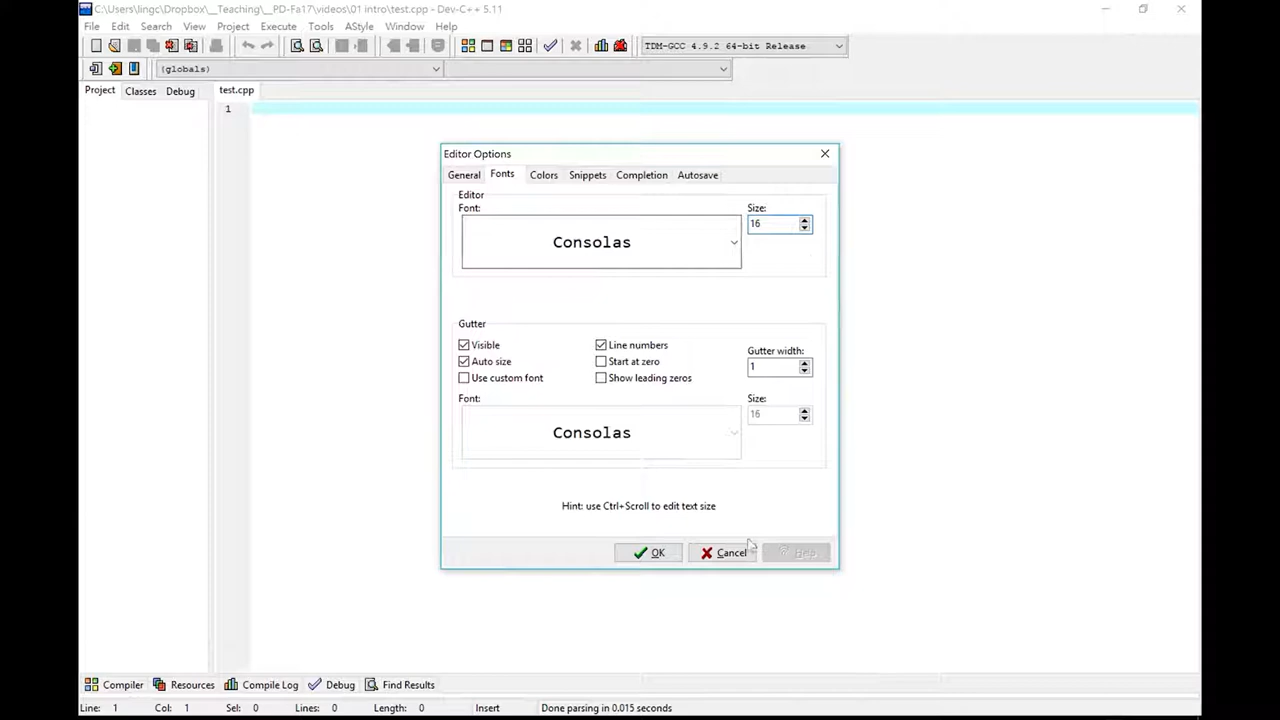 C:\Users\lingc\Dropbox\__Teaching\__PD-Fa17\videos\01 intro\test.cpp - Dev-C++ 5.11
File Edit Search View Project Execute Tools AStyle Window Help
TDM-GCC 4.9.2 64-bit Release
(globals)
Project Classes Debug test.cpp
1
Editor Options
General Fonts Colors Snippets Completion Autosave
Editor
Font: Size:
Consolas 16
Gutter
Visible Line numbers Gutter width:
Auto size Start at zero 1
Use custom font Show leading zeros
Font: Size:
Consolas 16
Hint: use Ctrl+Scroll to edit text size
OK Cancel Help
Compiler Resources Compile Log Debug Find Results
Line: 1 Col: 1 Sel: 0 Lines: 0 Length: 0 Insert Done parsing in 0.015 seconds